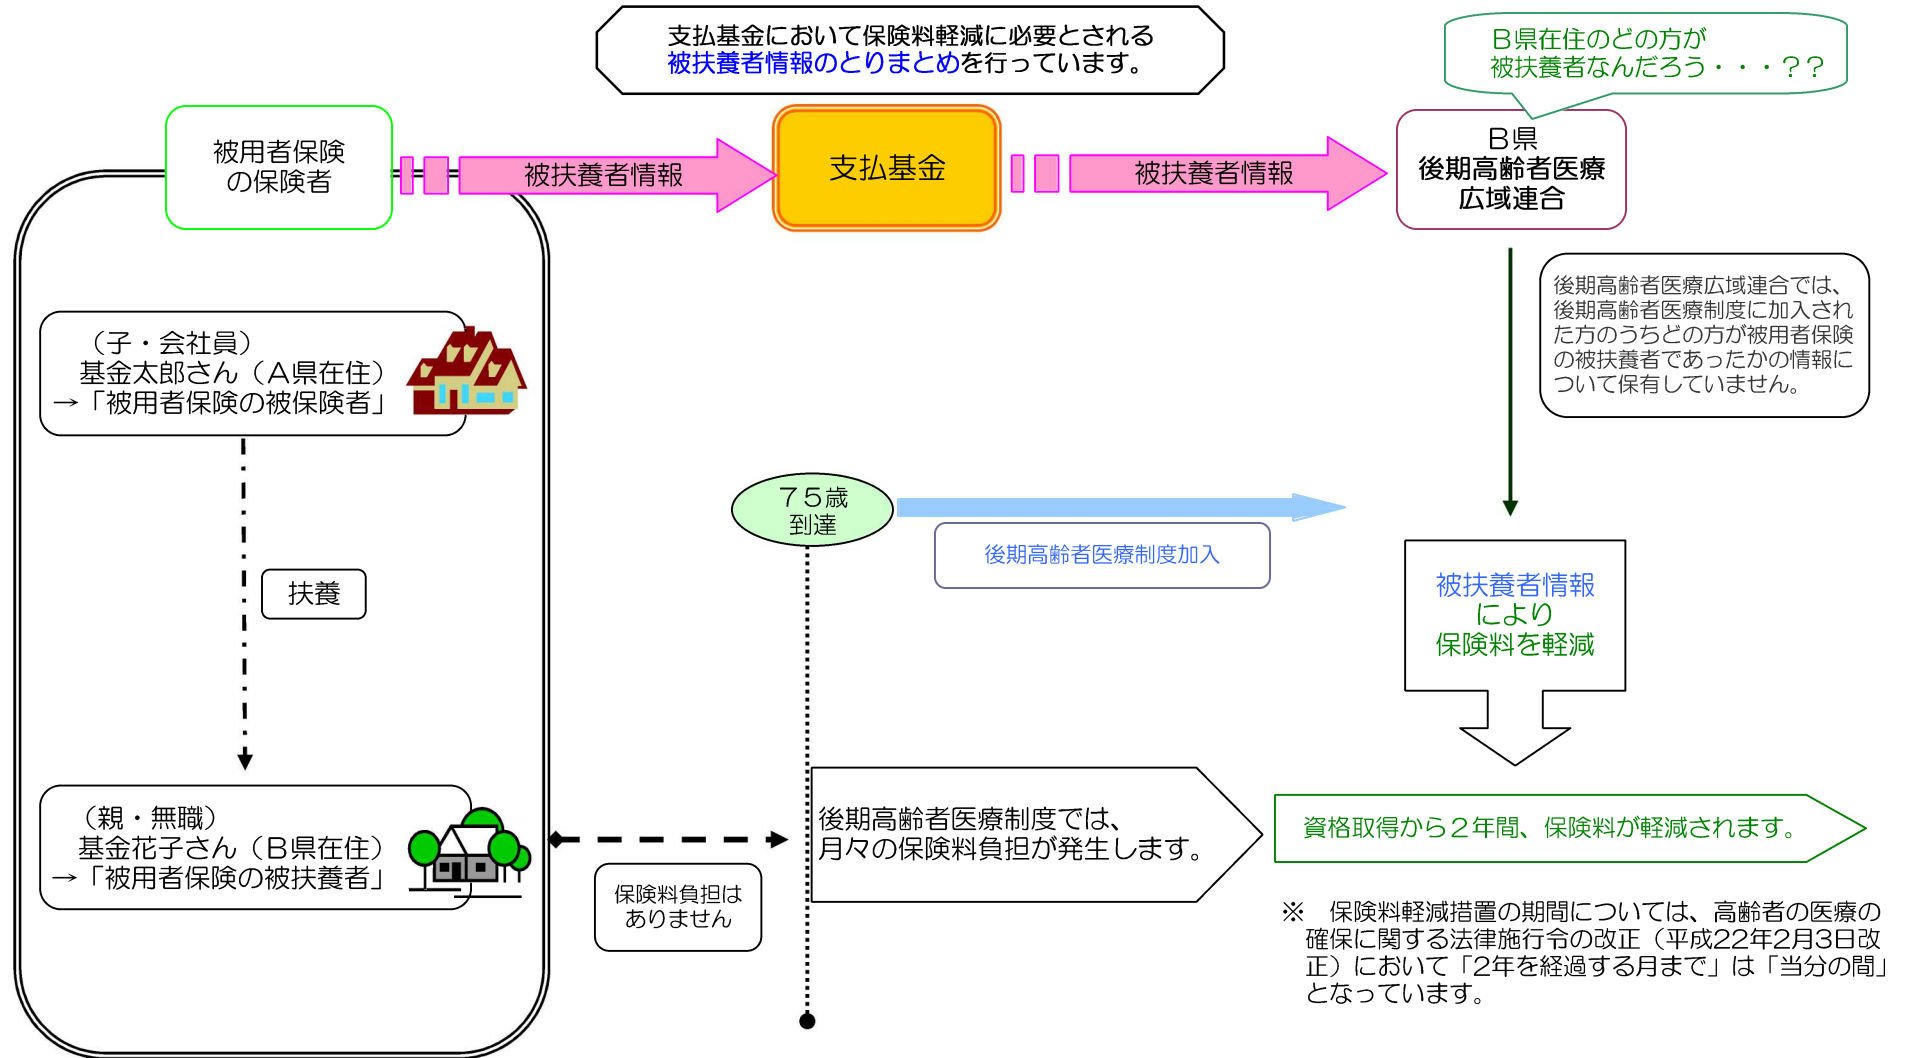 支払基金において保険料軽減に必要とされる
被扶養者情報のとりまとめを行っています。
Ｂ県在住のどの方が
被扶養者なんだろう・・・？？
被用者保険
の保険者
被扶養者情報
支払基金
被扶養者情報
Ｂ県
後期高齢者医療
広域連合
後期高齢者医療広域連合では、
後期高齢者医療制度に加入され
た方のうちどの方が被用者保険
の被扶養者であったかの情報に
ついて保有していません。
（子・会社員）
基金太郎さん（Ａ県在住）
→「被用者保険の被保険者」
７５歳
到達
後期高齢者医療制度加入
扶養
被扶養者情報
により
保険料を軽減
（親・無職）
基金花子さん（Ｂ県在住）
→「被用者保険の被扶養者」
保険料負担は
ありません
後期高齢者医療制度では、
月々の保険料負担が発生します。
資格取得から２年間、保険料が軽減されます。
※　保険料軽減措置の期間については、高齢者の医療の
確保に関する法律施行令の改正（平成22年2月3日改
正）において「2年を経過する月まで」は「当分の間」
となっています。